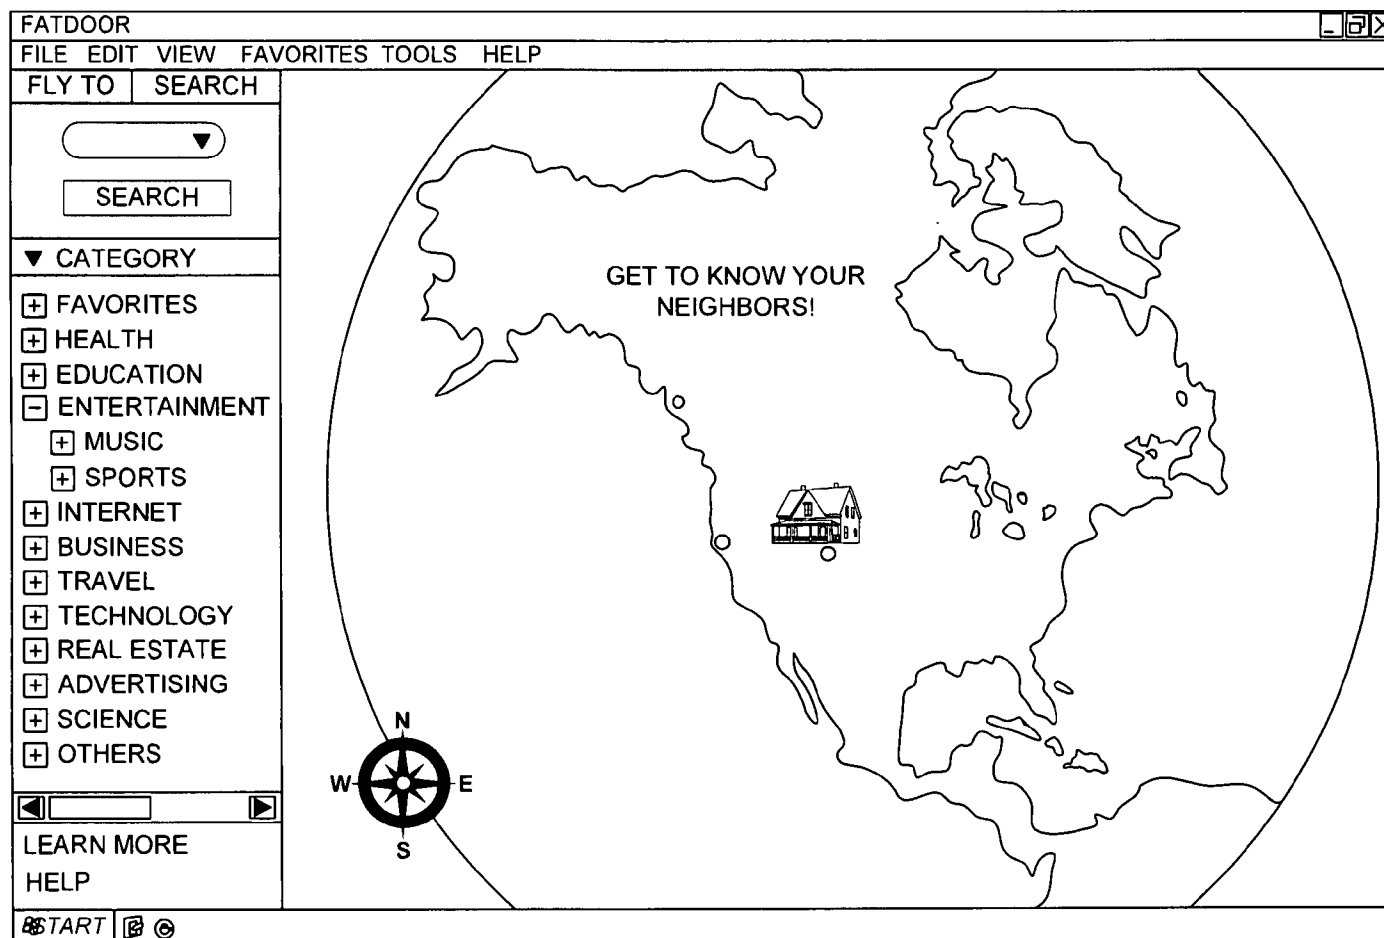 FATDOOR
FILE EDIT VIEW FAVORITES TOOLS HELP
FLY TO SEARCH
SEARCH
CATEGORY
FAVORITES
HEALTH
EDUCATION
ENTERTAINMENT
MUSIC
SPORTS
INTERNET
BUSINESS
TRAVEL
TECHNOLOGY
REAL ESTATE
ADVERTISING
SCIENCE
OTHERS
LEARN MORE
HELP
START
GET TO KNOW YOUR
NEIGHBORS!
N
W E
S